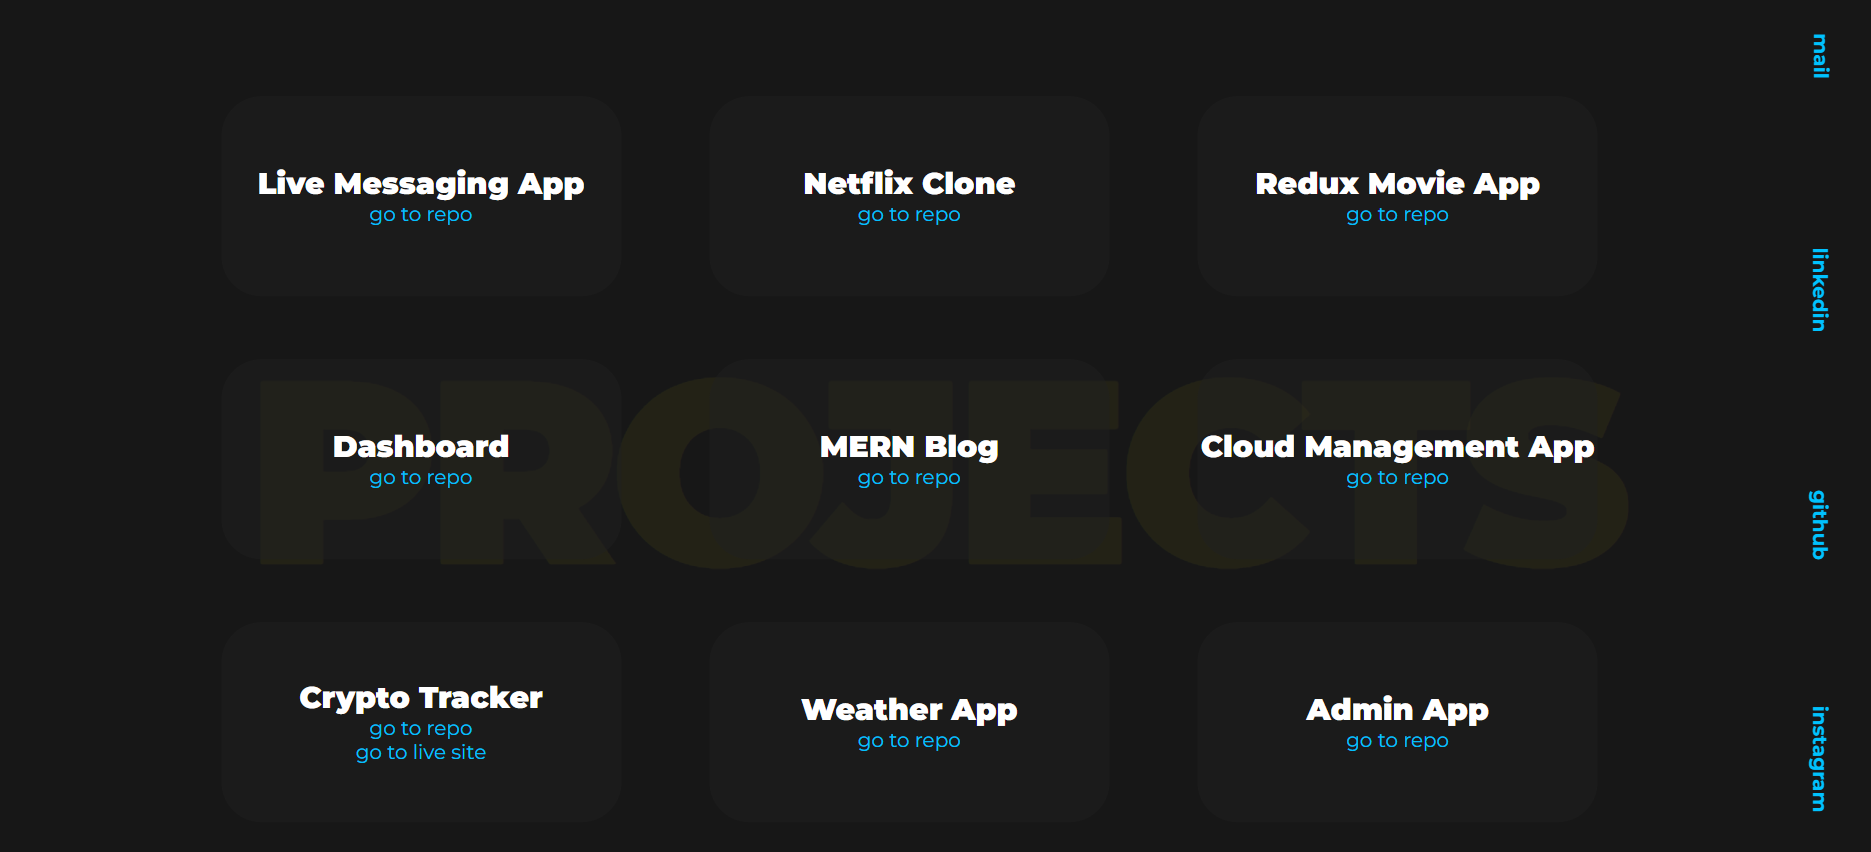 Live Messaging App
go to repo
Netflix Clone
go to repo
Redux Movie App
go to repo
PROJECTS
Dashboard
go to repo
MERN Blog
go to repo
Cloud Management App
go to repo
Crypto Tracker
go to repo
go to live site
Weather App
go to repo
Admin App
go to repo
mail
linkedin
github
instagram